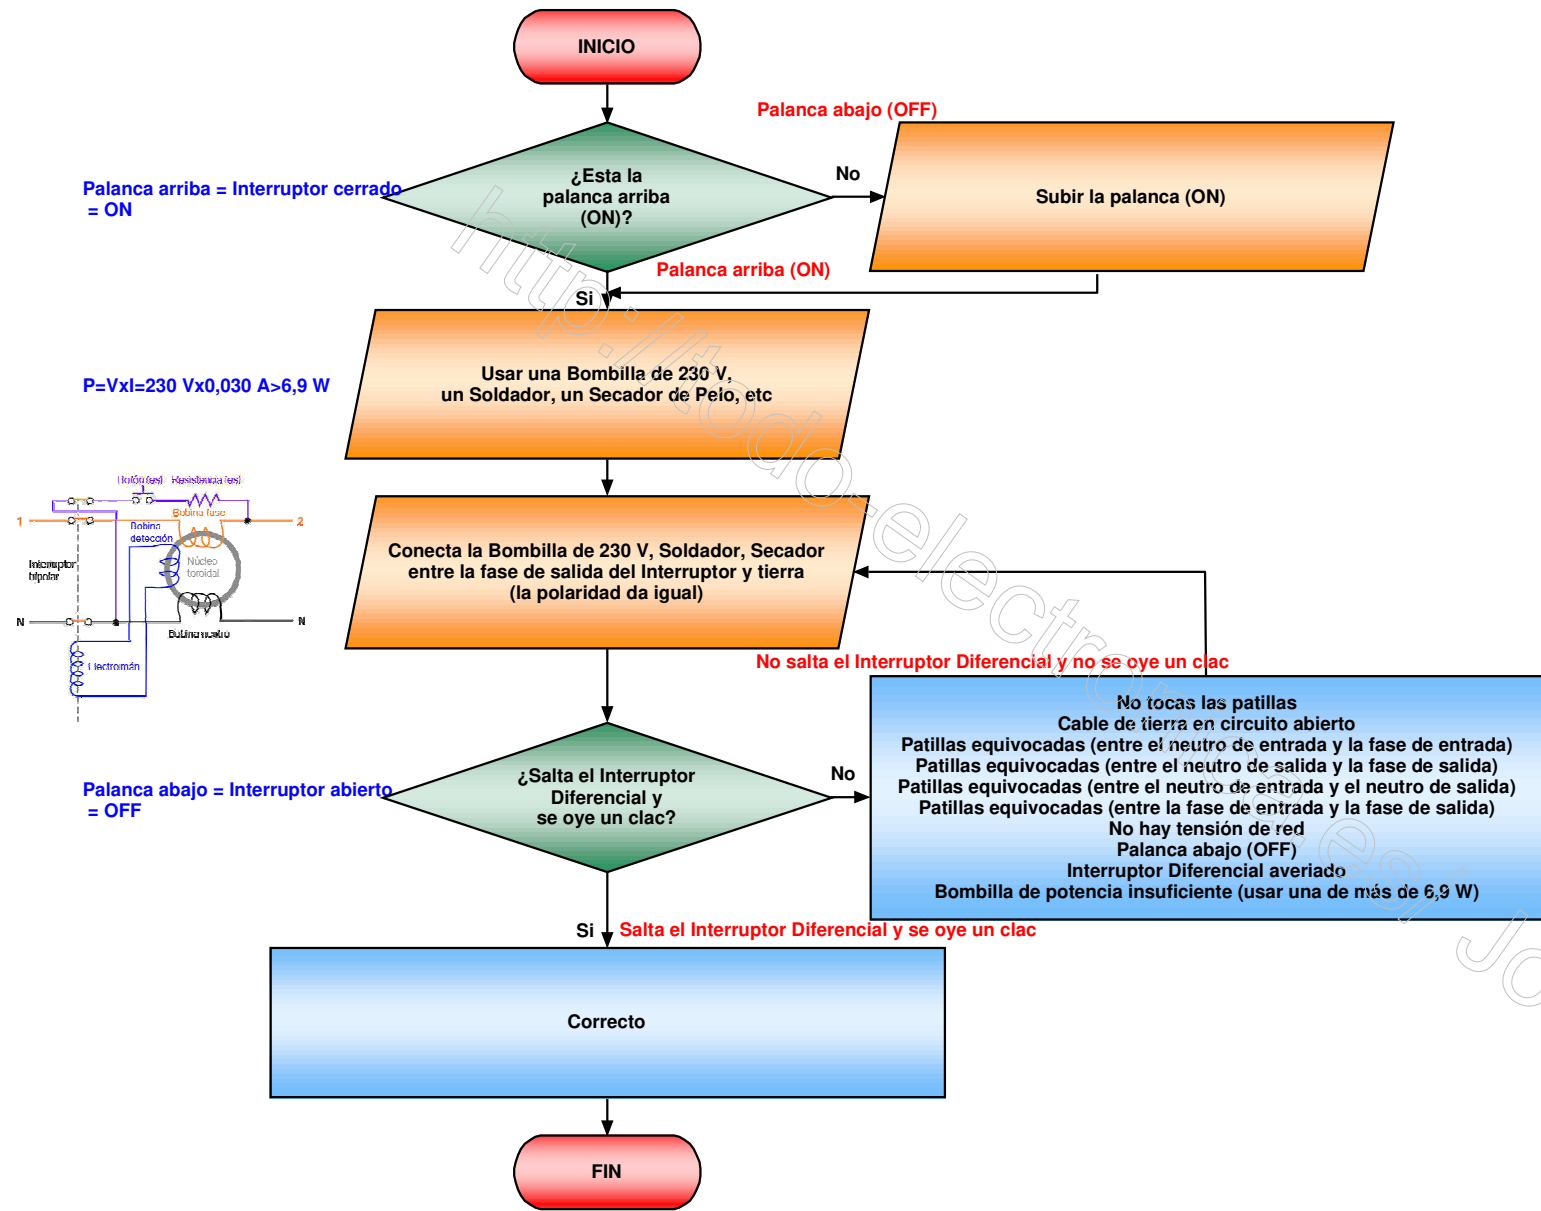 INICIO
Palanca abajo (OFF)
¿Esta la
palanca arriba
(ON)?
No
Subir la palanca (ON)
Palanca arriba = Interruptor cerrado
= ON
Palanca arriba (ON)
Si
Usar una Bombilla de 230 V,
un Soldador, un Secador de Pelo, etc
P=VxI=230 Vx0,030 A>6,9 W
Botón test
Resistencia test
Bobina fase
1
2
Bobina
detección
Núcleo
toroidal
Interruptor
bipolar
N
N
Bobina neutro
Electroimán
Conecta la Bombilla de 230 V, Soldador, Secador
entre la fase de salida del Interruptor y tierra
(la polaridad da igual)
No salta el Interruptor Diferencial y no se oye un clac
No tocas las patillas
Cable de tierra en circuito abierto
Patillas equivocadas (entre el neutro de entrada y la fase de entrada)
Patillas equivocadas (entre el neutro de salida y la fase de salida)
Patillas equivocadas (entre el neutro de entrada y el neutro de salida)
Patillas equivocadas (entre la fase de entrada y la fase de salida)
No hay tensión de red
Palanca abajo (OFF)
Interruptor Diferencial averiado
Bombilla de potencia insuficiente (usar una de más de 6,9 W)
¿Salta el Interruptor
Diferencial y
se oye un clac?
No
Palanca abajo = Interruptor abierto
= OFF
Si
Salta el Interruptor Diferencial y se oye un clac
Correcto
FIN
http://todo-electronica.es/